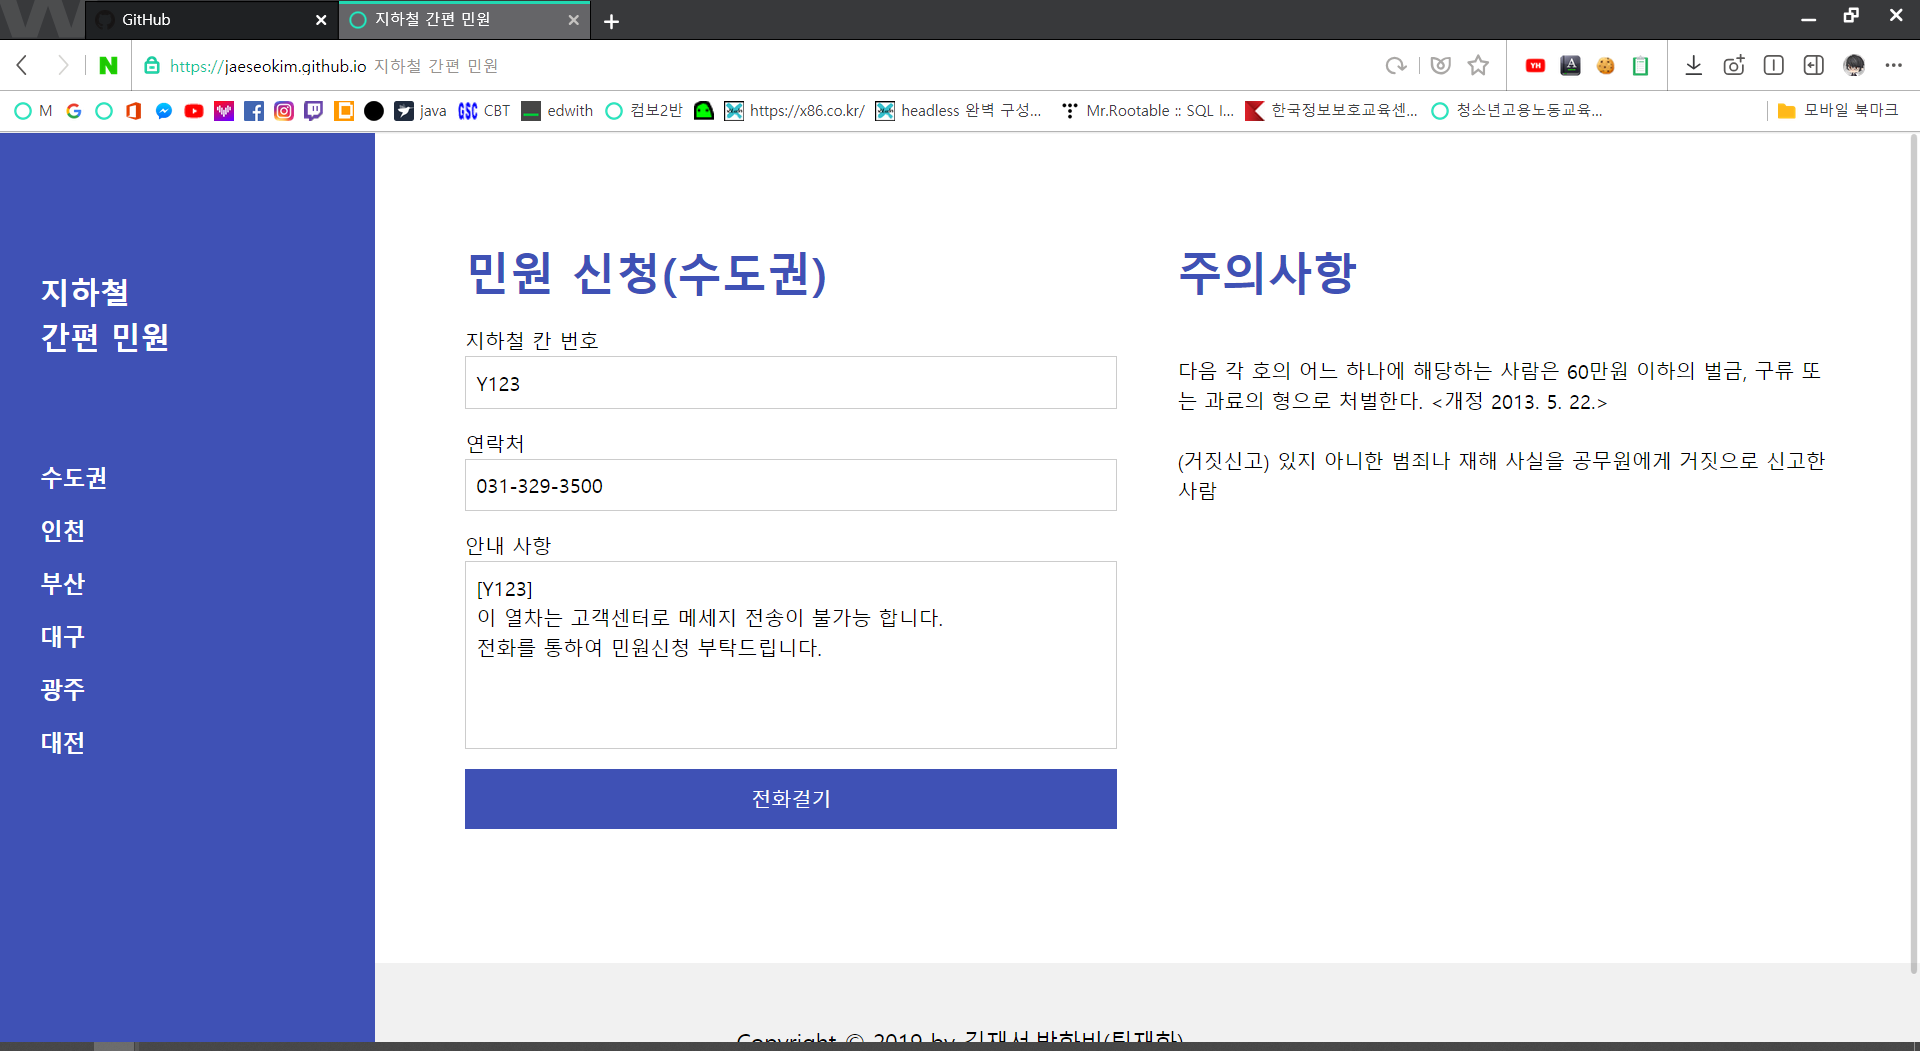 GitHub
지하철 간편 민원
https://jaeseokim.github.io 지하철 간편 민원
M
java
GSC CBT
edwith
컴보2반
https://x86.co.kr/
headless 완벽 구성...
Mr.Rootable :: SQL I...
한국정보보호교육센...
청소년고용노동교육...
모바일 북마크
지하철
간편 민원
수도권
인천
부산
대구
광주
대전
민원 신청(수도권)
지하철 칸 번호
Y123
연락처
031-329-3500
안내 사항
[Y123]
이 열차는 고객센터로 메세지 전송이 불가능 합니다.
전화를 통하여 민원신청 부탁드립니다.
전화걸기
주의사항
다음 각 호의 어느 하나에 해당하는 사람은 60만원 이하의 벌금, 구류 또
는 과료의 형으로 처벌한다. <개정 2013. 5. 22.>
(거짓신고) 있지 아니한 범죄나 재해 사실을 공무원에게 거짓으로 신고한
사람
Copyright © 2019 by